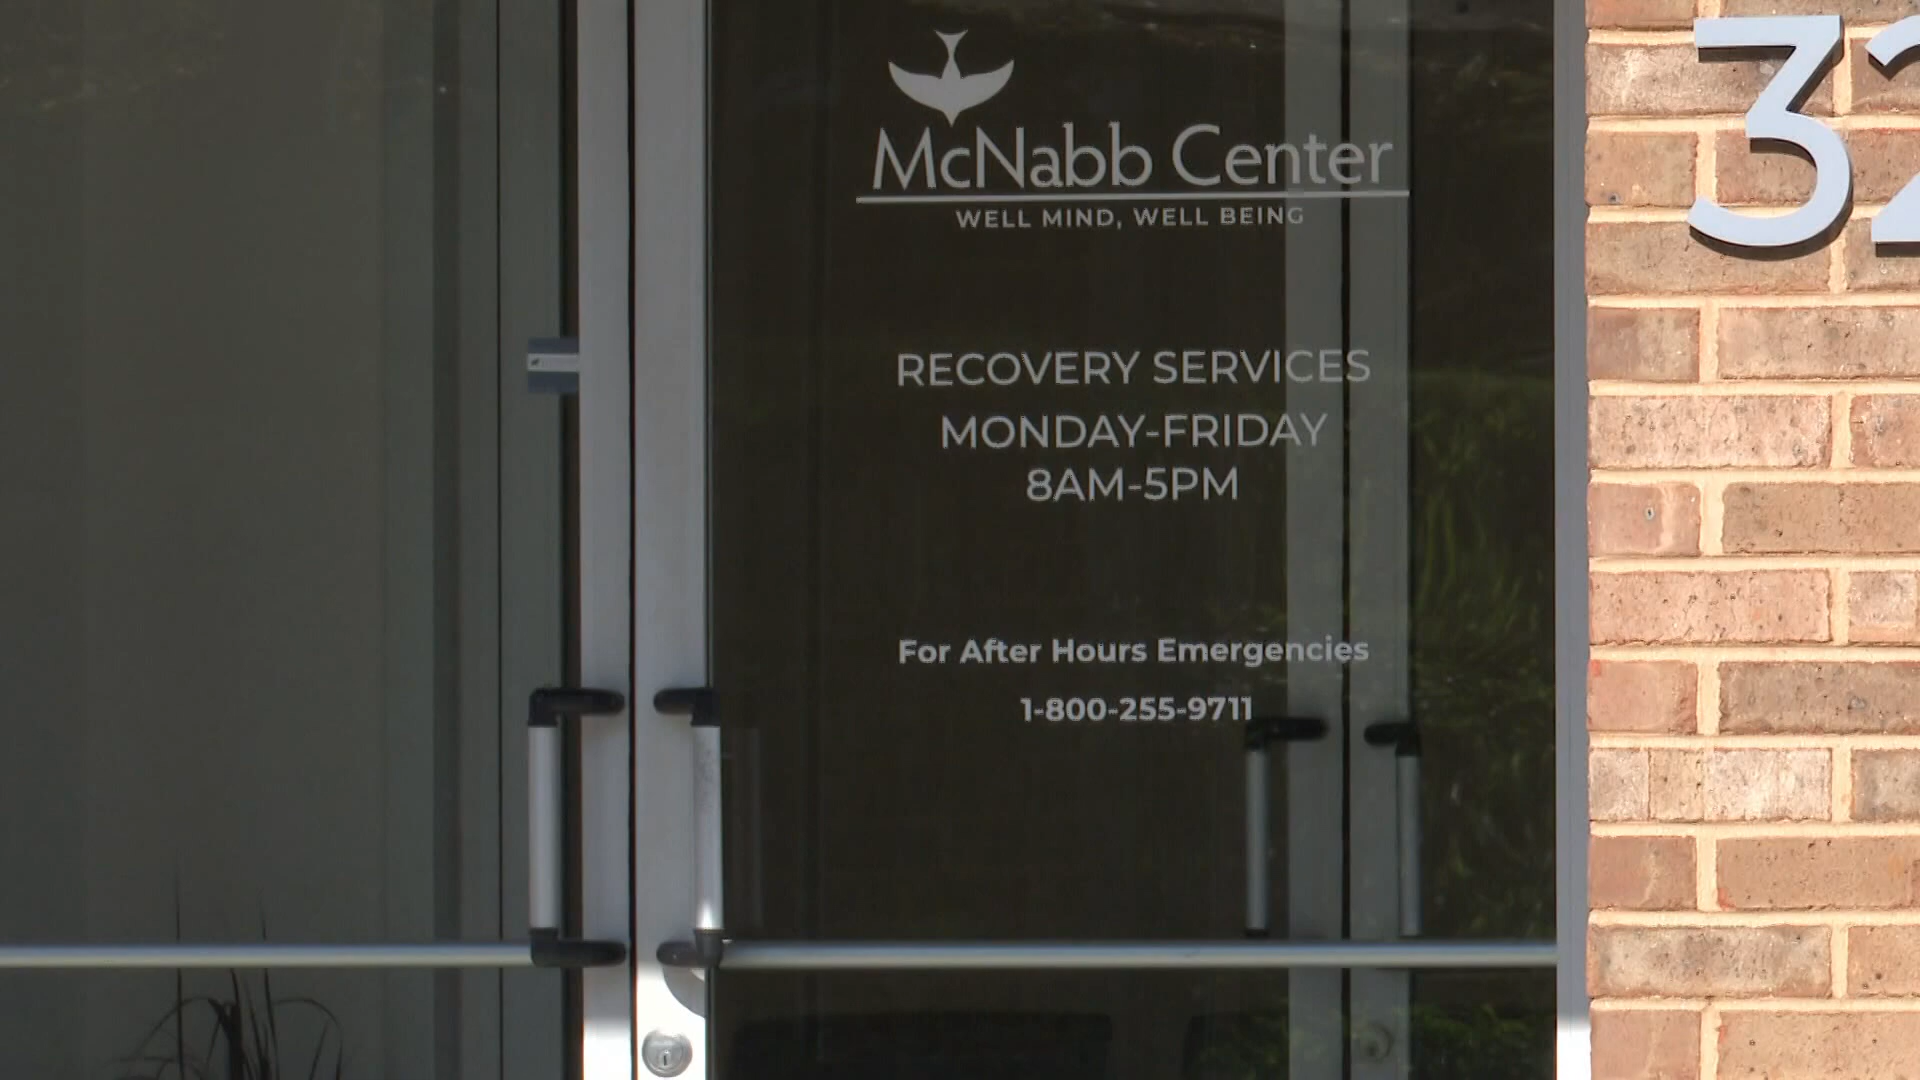 McNabb Center
WELL MIND, WELL BEING
RECOVERY SERVICES
MONDAY-FRIDAY
8AM-5PM
For After Hours Emergencies
1-800-255-9711
32